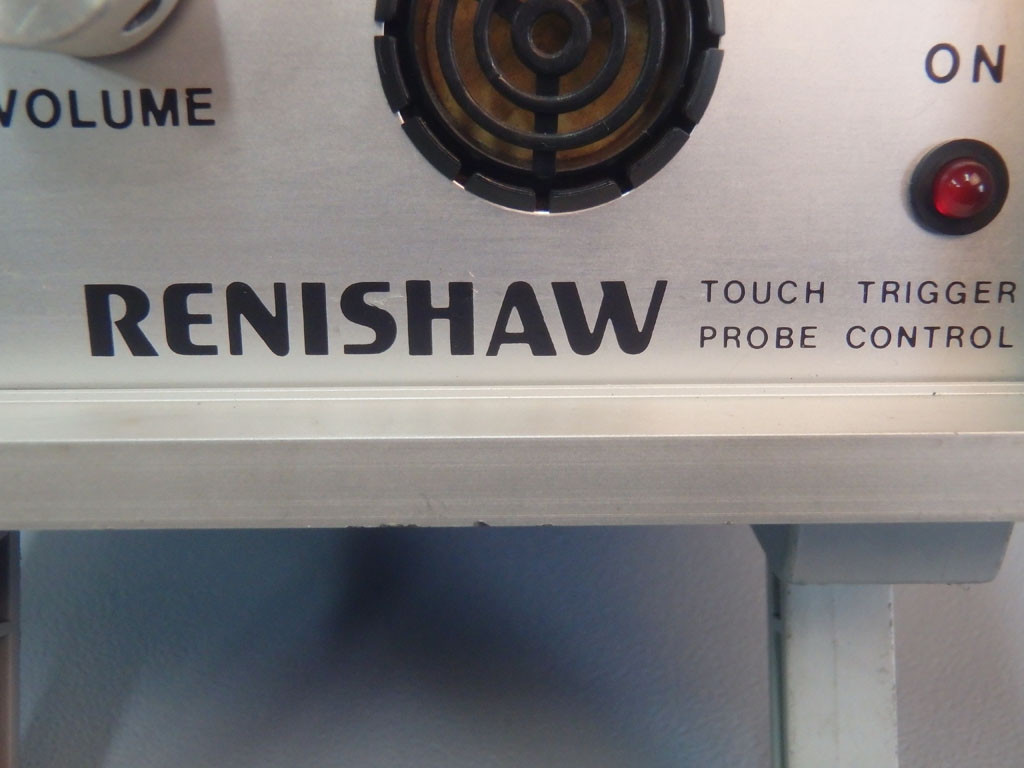 VOLUME
ON
RENISHAW
TOUCH TRIGGER
PROBE CONTROL